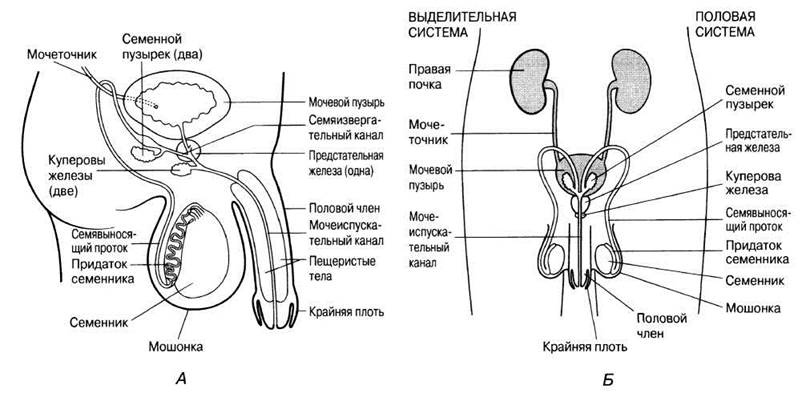 Семенной
пузырек (два)
Мочеточник
Мочевой пузырь
Семяизверга-
тельный канал
Предстательная
железа (одна)
Куперовы
железы
(две)
Половой член
Мочеиспуска-
тельный канал
Семявынося-
ящий проток
Придаток
семенника
Пещеристые
тела
Крайняя плоть
Семенник
Мошонка
А
ВЫДЕЛИТЕЛЬНАЯ
СИСТЕМА
ПОЛОВАЯ
СИСТЕМА
Правая
почка
Семенной
пузырек
Моче-
точник
Предстатель-
ная железа
Мочевой
пузырь
Куперова
железа
Моче-
испуска-
тельный
канал
Семявынося-
щий проток
Придаток
семенника
Семенник
Мошонка
Половой
член
Крайняя плоть
Б